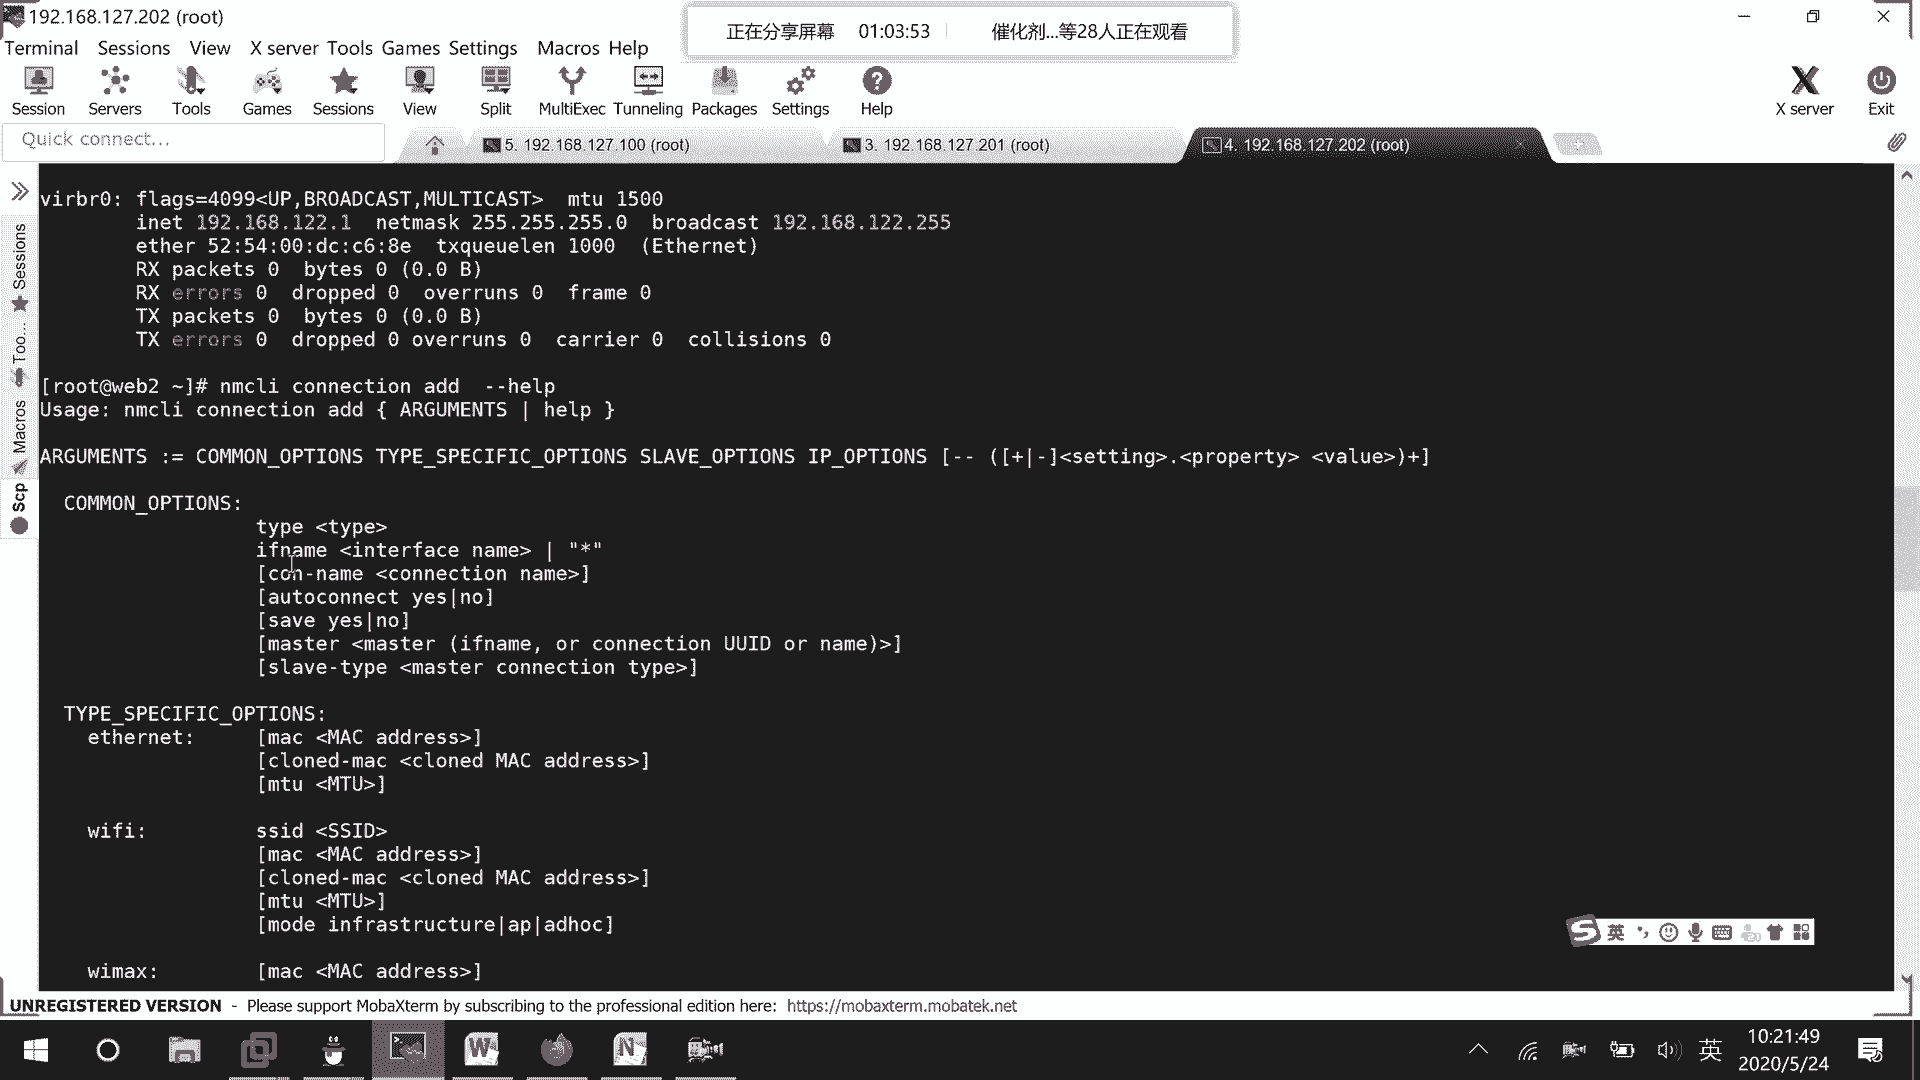 192.168.127.202 (root)
正在分享屏幕 01:03:53 催化剂...等28人正在观看
Terminal Sessions View X server Tools Games Settings Macros Help
Session Servers Tools Games Sessions View Split MultiExec Tunneling Packages Settings Help X server Exit
Quick connect...
5. 192.168.127.100 (root)
3. 192.168.127.201 (root)
4. 192.168.127.202 (root)
Sessions
Too...
Macros
Scp
virbr0: flags=4099<UP,BROADCAST,MULTICAST>  mtu 1500
inet 192.168.122.1  netmask 255.255.255.0  broadcast 192.168.122.255
ether 52:54:00:dc:c6:8e  txqueuelen 1000  (Ethernet)
RX packets 0  bytes 0 (0.0 B)
RX errors 0  dropped 0  overruns 0  frame 0
TX packets 0  bytes 0 (0.0 B)
TX errors 0  dropped 0 overruns 0  carrier 0  collisions 0
[root@web2 ~]# nmcli connection add  --help
Usage: nmcli connection add { ARGUMENTS | help }
ARGUMENTS := COMMON_OPTIONS TYPE_SPECIFIC_OPTIONS SLAVE_OPTIONS IP_OPTIONS [-- ([+|-]<setting>.<property> <value>)+]
COMMON_OPTIONS:
type <type>
ifname <interface name> | "*"
[con-name <connection name>]
[autoconnect yes|no]
[save yes|no]
[master <master (ifname, or connection UUID or name)>]
[slave-type <master connection type>]
TYPE_SPECIFIC_OPTIONS:
ethernet: [mac <MAC address>]
[cloned-mac <cloned MAC address>]
[mtu <MTU>]
wifi: ssid <SSID>
[mac <MAC address>]
[cloned-mac <cloned MAC address>]
[mtu <MTU>]
[mode infrastructure|ap|adhoc]
wimax: [mac <MAC address>]
英
UNREGISTERED VERSION - Please support MobaXterm by subscribing to the professional edition here: https://mobaxterm.mobatek.net
英
10:21:49
2020/5/24